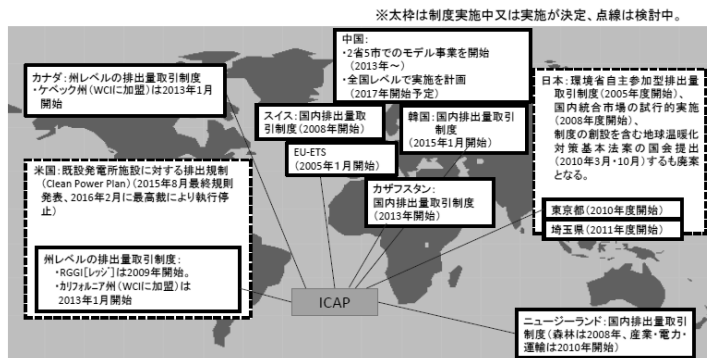 ※太枠は制度実施中又は実施が決定、点線は検討中。
カナダ：州レベルの排出量取引制度
・ケベック州（WCIに加盟）は2013年1月
開始
中国：
・2省5市でのモデル事業を開始
（2013年～）
・全国レベルで実施を計画
（2017年開始予定）
日本：環境省自主参加型排出量
取引制度（2005年度開始）、
国内統合市場の試行的実施
（2008年度開始）、
制度の創設を含む地球温暖化
対策基本法案の国会提出
（2010年3月・10月）するも廃案
となる。
スイス：国内排出量取
引制度（2008年開始）
韓国：国内排出量取引
制度
（2015年1月開始）
EU-ETS
（2005年1月開始）
米国：既設発電所施設に対する排出規制
（Clean Power Plan）（2015年8月最終規則
発表、2016年2月に最高裁により執行停
止）
カザフスタン：
国内排出量取引制度
（2013年開始）
東京都（2010年度開始）
埼玉県（2011年度開始）
州レベルの排出量取引制度：
・RGGI[レッジ]は2009年開始。
・カリフォルニア州（WCIに加盟）は
2013年1月開始
ICAP
ニュージーランド：国内排出量取引
制度（森林は2008年、産業・電力・
運輸は2010年開始）